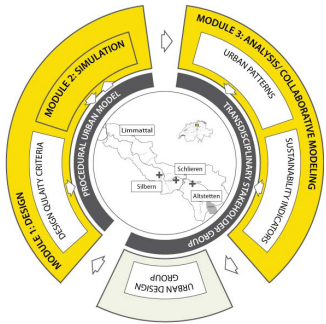 MODULE 2: SIMULATION
MODULE 3: ANALYSIS/ COLLABORATIVE MODELING
URBAN PATTERNS
PROCEDURAL URBAN MODEL
TRANSDISCIPLINARY STAKEHOLDER GROUP
Limmattal
Schlieren
Silbern
Altstetten
DESIGN QULAITY CRITERIA
MODULE 1: DESIGN
SUSTAINABILITY INDICATORS
URBAN DESIGN
GROUP